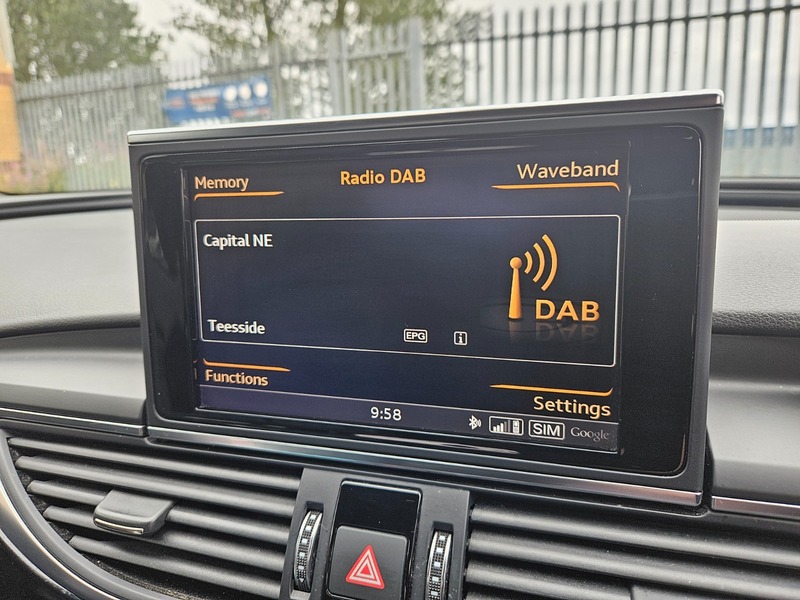 Memory
Radio DAB
Waveband
Capital NE
DAB
Teesside
EPG
i
Functions
Settings
9:58
SIM
Google